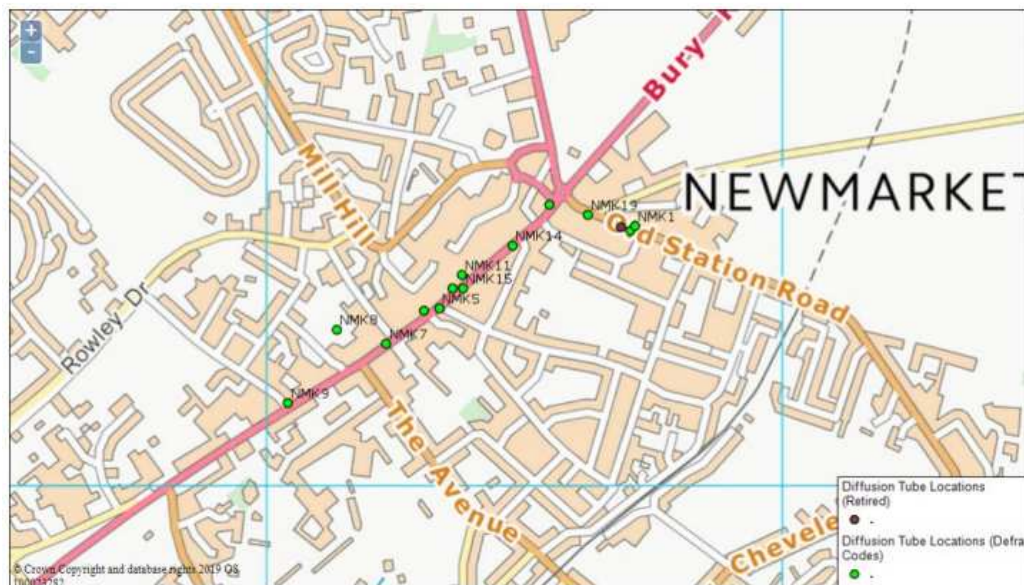 +
-
Bury
NEWMARKET
Mill Hill
NMK19
NMK1
Old Station Road
NMK14
NMK11
NMK15
NMK5
Rowley Dr
NMK8
NMK7
NMK9
The Avenue
Diffusion Tube Locations
(Retired)
.
Diffusion Tube Locations (Defra
Codes)
.
© Crown Copyright and database rights 2019 OS